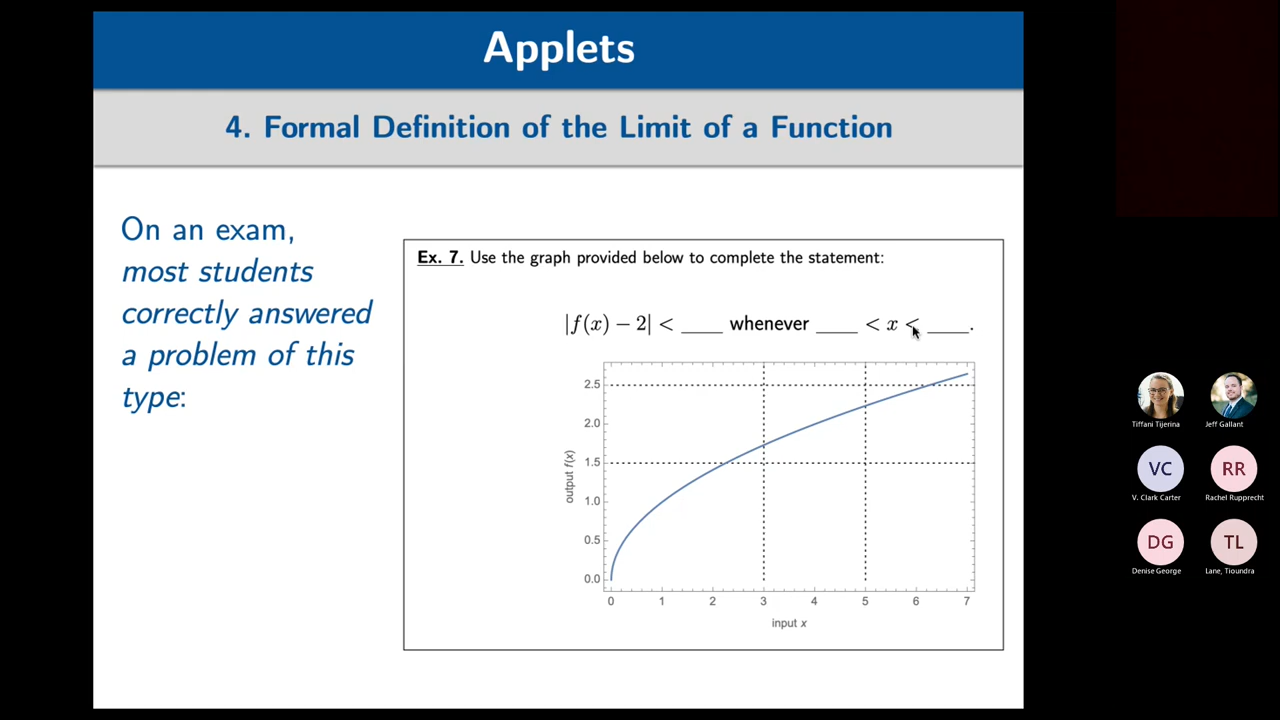 Applets
4. Formal Definition of the Limit of a Function
On an exam,
most students
correctly answered
a problem of this
type:
Ex. 7. Use the graph provided below to complete the statement:
|f(x) − 2| < ____ whenever ____ < x < ____.
2.5
2.0
1.5
1.0
0.5
0.0
output f(x)
0 1 2 3 4 5 6 7
input x
Tiffani Tijerina
Jeff Gallant
VC
RR
V. Clark Carter
Rachel Rupprecht
DG
TL
Denise George
Lane, Tioundra